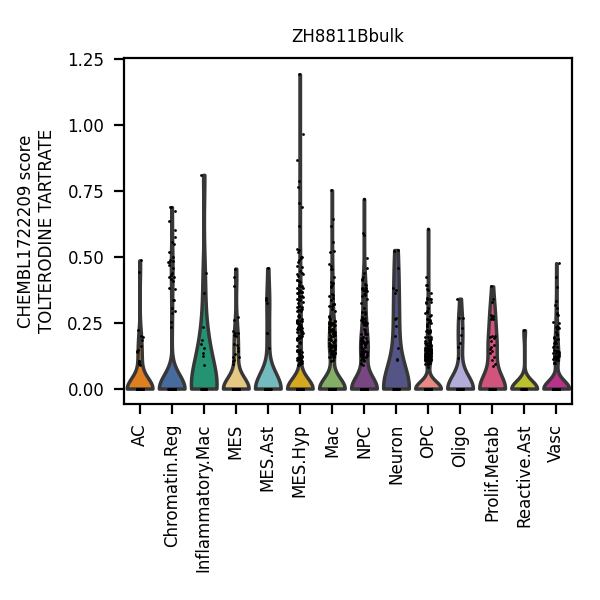 ZH8811Bbulk
CHEMBL1722209 score
TOLTERODINE TARTRATE
1.25
1.00
0.75
0.50
0.25
0.00
AC
Chromatin.Reg
Inflammatory.Mac
MES
MES.Ast
MES.Hyp
Mac
NPC
Neuron
OPC
Oligo
Prolif.Metab
Reactive.Ast
Vasc